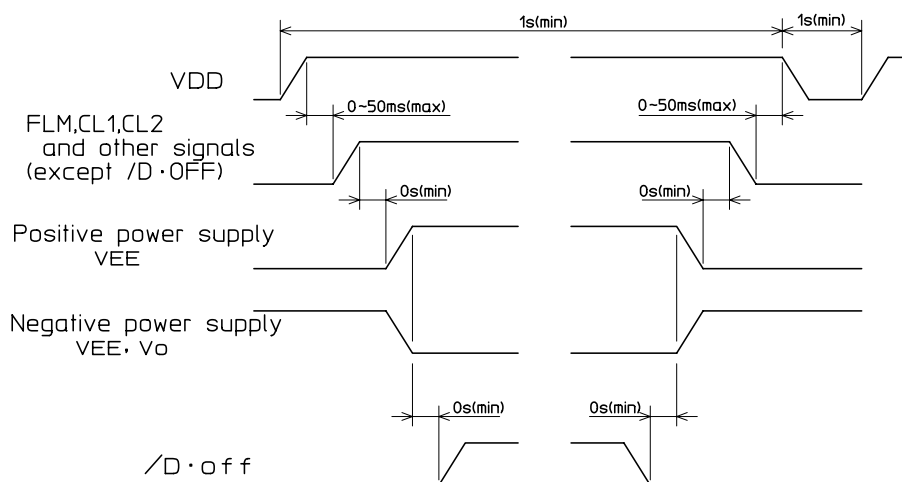 1s(min) 1s(min)
VDD
0~50ms(max) 0~50ms(max)
FLM,CL1,CL2
and other signals
(except /D·OFF)
0s(min) 0s(min)
Positive power supply
VEE
Negative power supply
VEE, Vo
0s(min) 0s(min)
/D·off